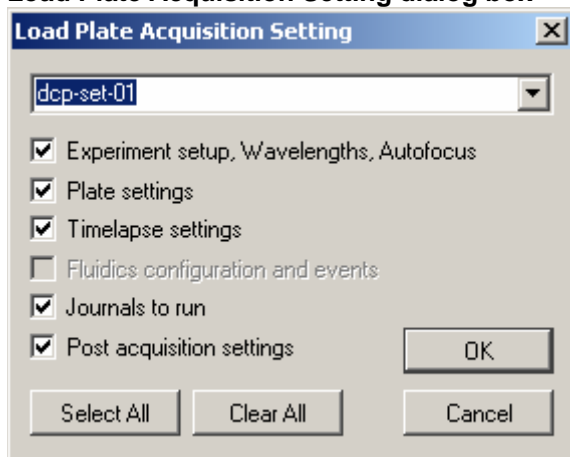 Load Plate Acquisition Setting dialog box
Load Plate Acquisition Setting
dcp-set-01
Experiment setup, Wavelengths, Autofocus
Plate settings
Timelapse settings
Fluidics configuration and events
Journals to run
Post acquisition settings
OK
Select All
Clear All
Cancel